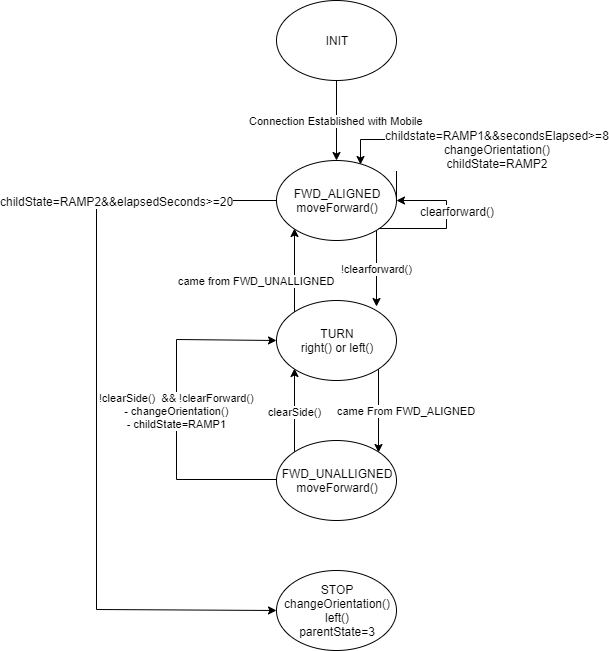 INIT
Connection Established with Mobile
childstate=RAMP1&&secondsElapsed>=8
changeOrientation()
childState=RAMP2
FWD_ALIGNED
moveForward()
childState=RAMP2&&elapsedSeconds>=20
clearforward()
!clearforward()
came from FWD_UNALLIGNED
TURN
right() or left()
!clearSide() && !clearForward()
- changeOrientation()
- childState=RAMP1
clearSide()
came From FWD_ALIGNED
FWD_UNALLIGNED
moveForward()
STOP
changeOrientation()
left()
parentState=3